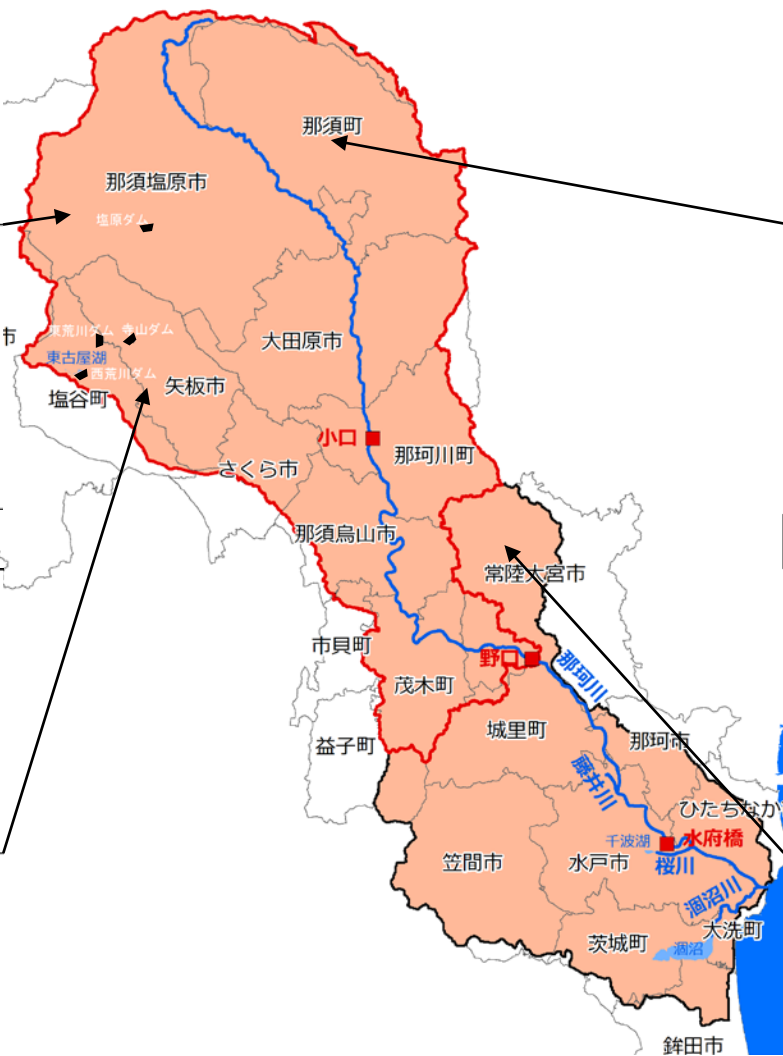 那須町
那須塩原市
塩原ダム
市
東荒川ダム
寺山ダム
大田原市
東古屋湖
西荒川ダム
矢板市
塩谷町
小口
那珂川町
さくら市
那須烏山市
常陸大宮市
市貝町
野口
那珂川
茂木町
城里町
益子町
那珂市
藤井川
ひたちなか
千波湖
水府橋
笠間市
水戸市
桜川
涸沼川
大洗町
茨城町
涸沼
鉾田市